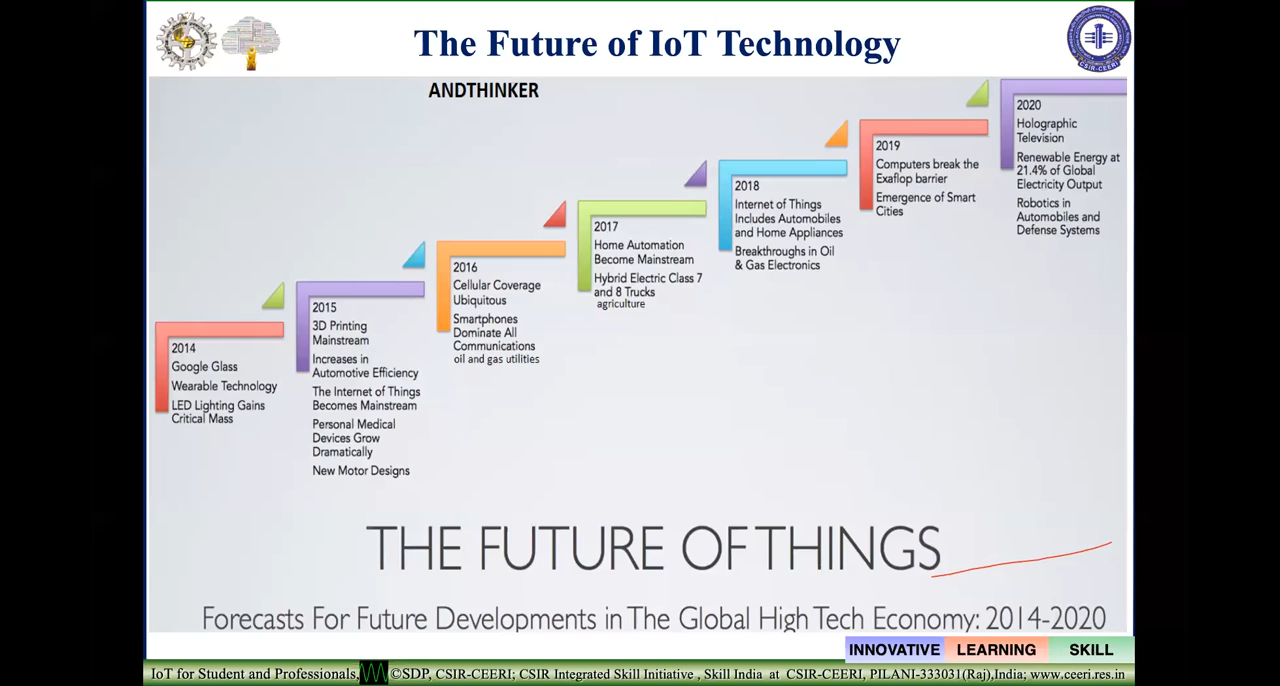 The Future of IoT Technology
CSIR-CEERI
ANDTHINKER
2014
Google Glass
Wearable Technology
LED Lighting Gains
Critical Mass
2015
3D Printing
Mainstream
Increases in
Automotive Efficiency
The Internet of Things
Becomes Mainstream
Personal Medical
Devices Grow
Dramatically
New Motor Designs
2016
Cellular Coverage
Ubiquitous
Smartphones
Dominate All
Communications
oil and gas utilities
2017
Home Automation
Become Mainstream
Hybrid Electric Class 7
and 8 Trucks
agriculture
2018
Internet of Things
Includes Automobiles
and Home Appliances
Breakthroughs in Oil
& Gas Electronics
2019
Computers break the
Exaflop barrier
Emergence of Smart
Cities
2020
Holographic
Television
Renewable Energy at
21.4% of Global
Electricity Output
Robotics in
Automobiles and
Defense Systems
THE FUTURE OF THINGS
Forecasts For Future Developments in The Global High Tech Economy: 2014-2020
INNOVATIVE LEARNING SKILL
IoT for Student and Professionals, ©SDP, CSIR-CEERI; CSIR Integrated Skill Initiative , Skill India at CSIR-CEERI, PILANI-333031(Raj),India; www.ceeri.res.in